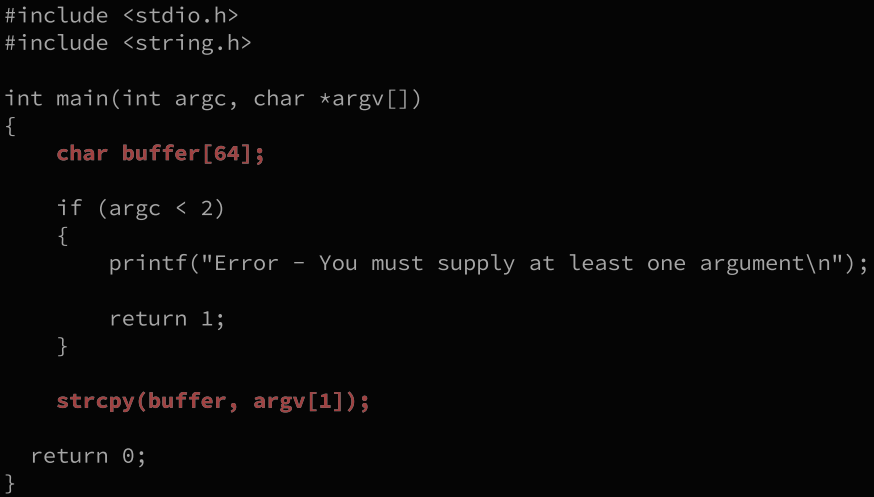 #include <stdio.h>
#include <string.h>

int main(int argc, char *argv[])
{
    char buffer[64];

    if (argc < 2)
    {
        printf("Error - You must supply at least one argument\n");

        return 1;
    }

    strcpy(buffer, argv[1]);

  return 0;
}